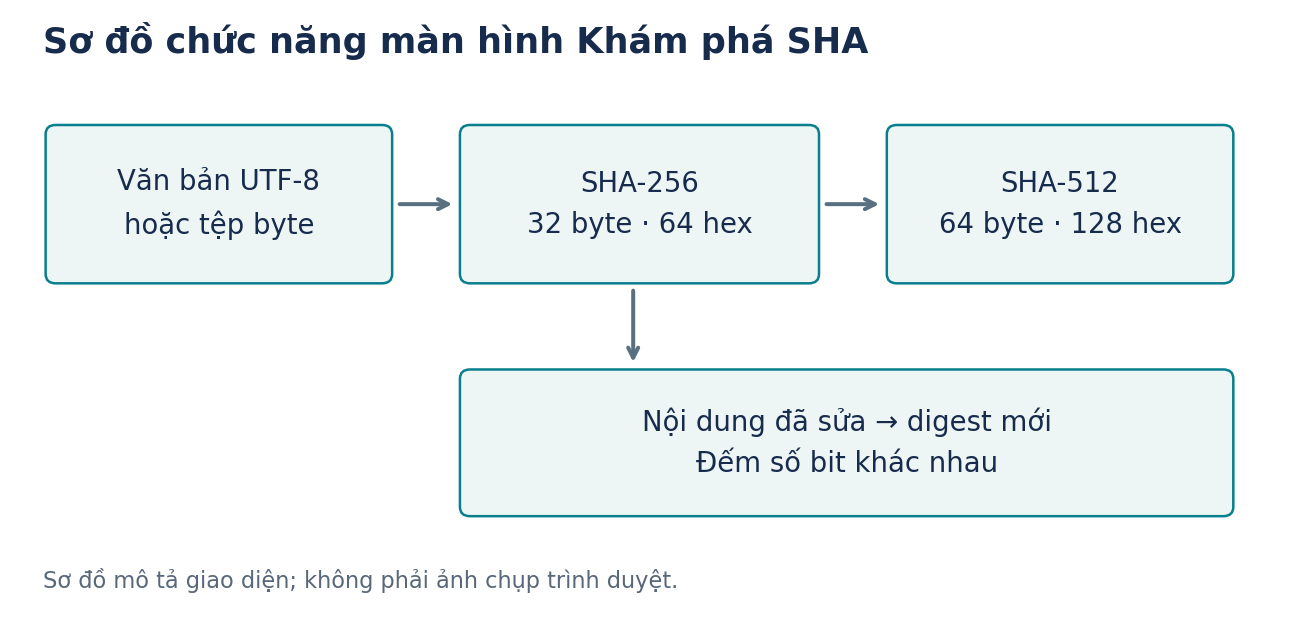 Sơ đồ chức năng màn hình Khám phá SHA
Văn bản UTF-8
hoặc tệp byte
SHA-256
32 byte · 64 hex
SHA-512
64 byte · 128 hex
Nội dung đã sửa → digest mới
Đếm số bit khác nhau
Sơ đồ mô tả giao diện; không phải ảnh chụp trình duyệt.